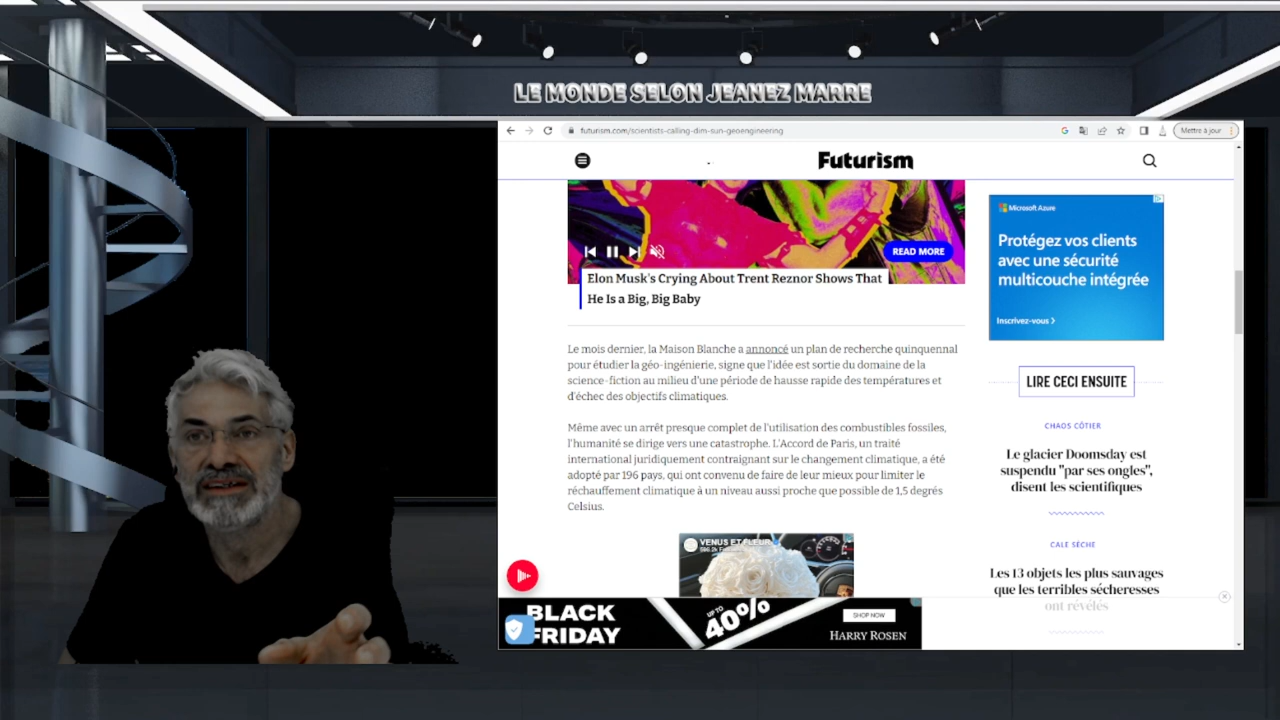 LE MONDE SELON JEANEZ MARRE
futurism.com/scientists-calling-dim-sun-geoengineering
Mettre à jour
Futurism
READ MORE
Elon Musk's Crying About Trent Reznor Shows That
He Is a Big, Big Baby
Le mois dernier, la Maison Blanche a annoncé un plan de recherche quinquennal
pour étudier la géo-ingénierie, signe que l'idée est sortie du domaine de la
science-fiction au milieu d'une période de hausse rapide des températures et
d'échec des objectifs climatiques.
Même avec un arrêt presque complet de l'utilisation des combustibles fossiles,
l'humanité se dirige vers une catastrophe. L'Accord de Paris, un traité
international juridiquement contraignant sur le changement climatique, a été
adopté par 196 pays, qui ont convenu de faire de leur mieux pour limiter le
réchauffement climatique à un niveau aussi proche que possible de 1,5 degrés
Celsius.
VENUS ET FLEUR
BLACK
FRIDAY
UP TO
40%
SHOP NOW
HARRY ROSEN
Microsoft Azure
Protégez vos clients
avec une sécurité
multicouche intégrée
Inscrivez-vous >
LIRE CECI ENSUITE
CHAOS CÔTIER
Le glacier Doomsday est
suspendu "par ses ongles",
disent les scientifiques
CALE SÈCHE
Les 13 objets les plus sauvages
que les terribles sécheresses
ont révélés